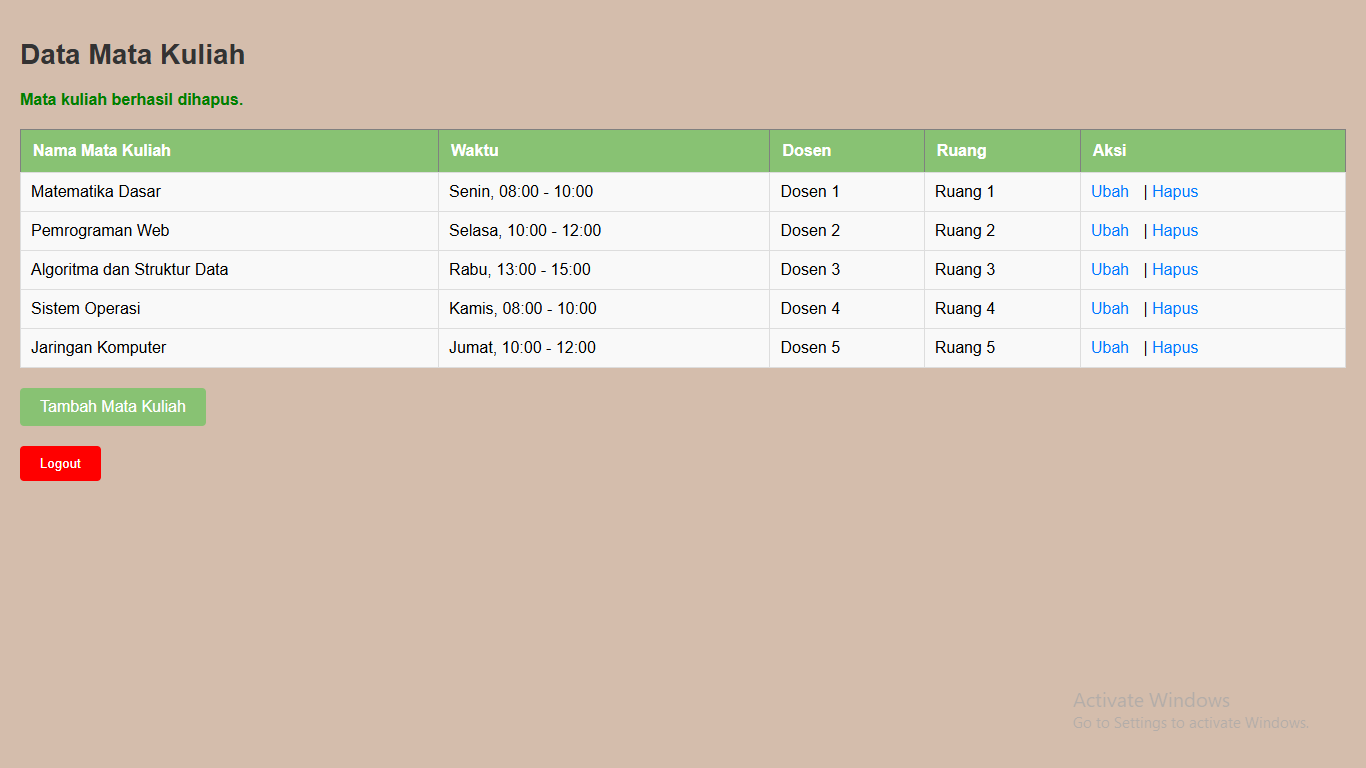 Data Mata Kuliah
Mata kuliah berhasil dihapus.
Nama Mata Kuliah Waktu Dosen Ruang Aksi
Matematika Dasar Senin, 08:00 - 10:00 Dosen 1 Ruang 1 Ubah | Hapus
Pemrograman Web Selasa, 10:00 - 12:00 Dosen 2 Ruang 2 Ubah | Hapus
Algoritma dan Struktur Data Rabu, 13:00 - 15:00 Dosen 3 Ruang 3 Ubah | Hapus
Sistem Operasi Kamis, 08:00 - 10:00 Dosen 4 Ruang 4 Ubah | Hapus
Jaringan Komputer Jumat, 10:00 - 12:00 Dosen 5 Ruang 5 Ubah | Hapus
Tambah Mata Kuliah
Logout
Activate Windows
Go to Settings to activate Windows.